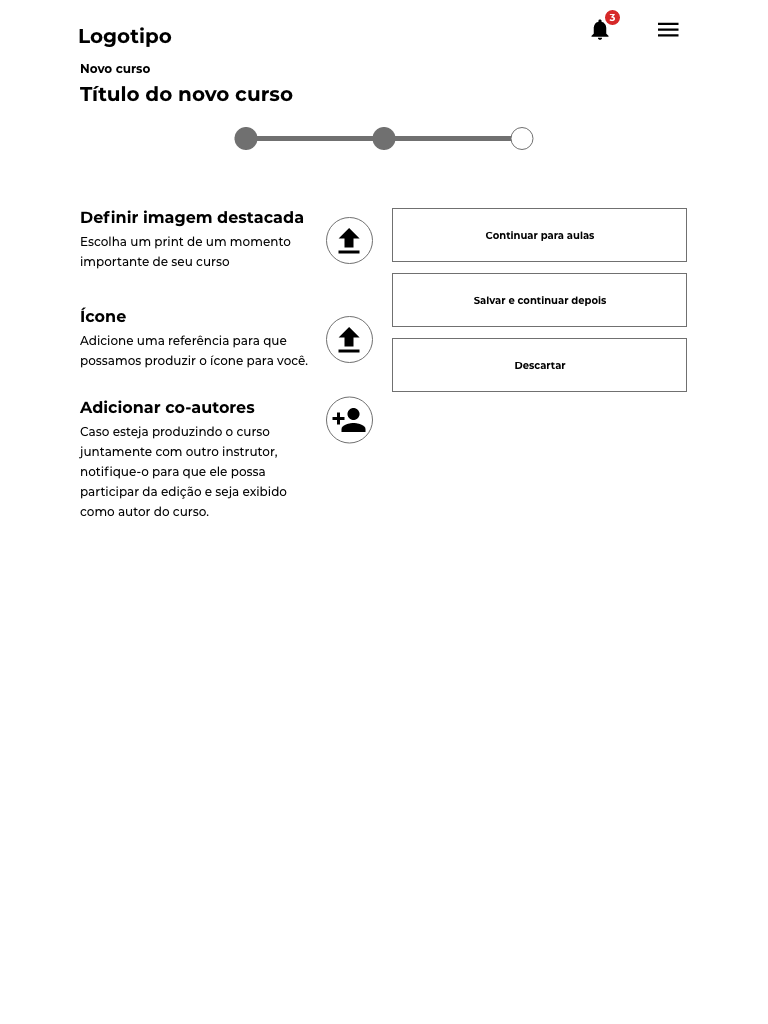 Logotipo
3
Novo curso
Título do novo curso
Definir imagem destacada
Escolha um print de um momento
importante de seu curso
Ícone
Adicione uma referência para que
possamos produzir o ícone para você.
Adicionar co-autores
Caso esteja produzindo o curso
juntamente com outro instrutor,
notifique-o para que ele possa
participar da edição e seja exibido
como autor do curso.
Continuar para aulas
Salvar e continuar depois
Descartar